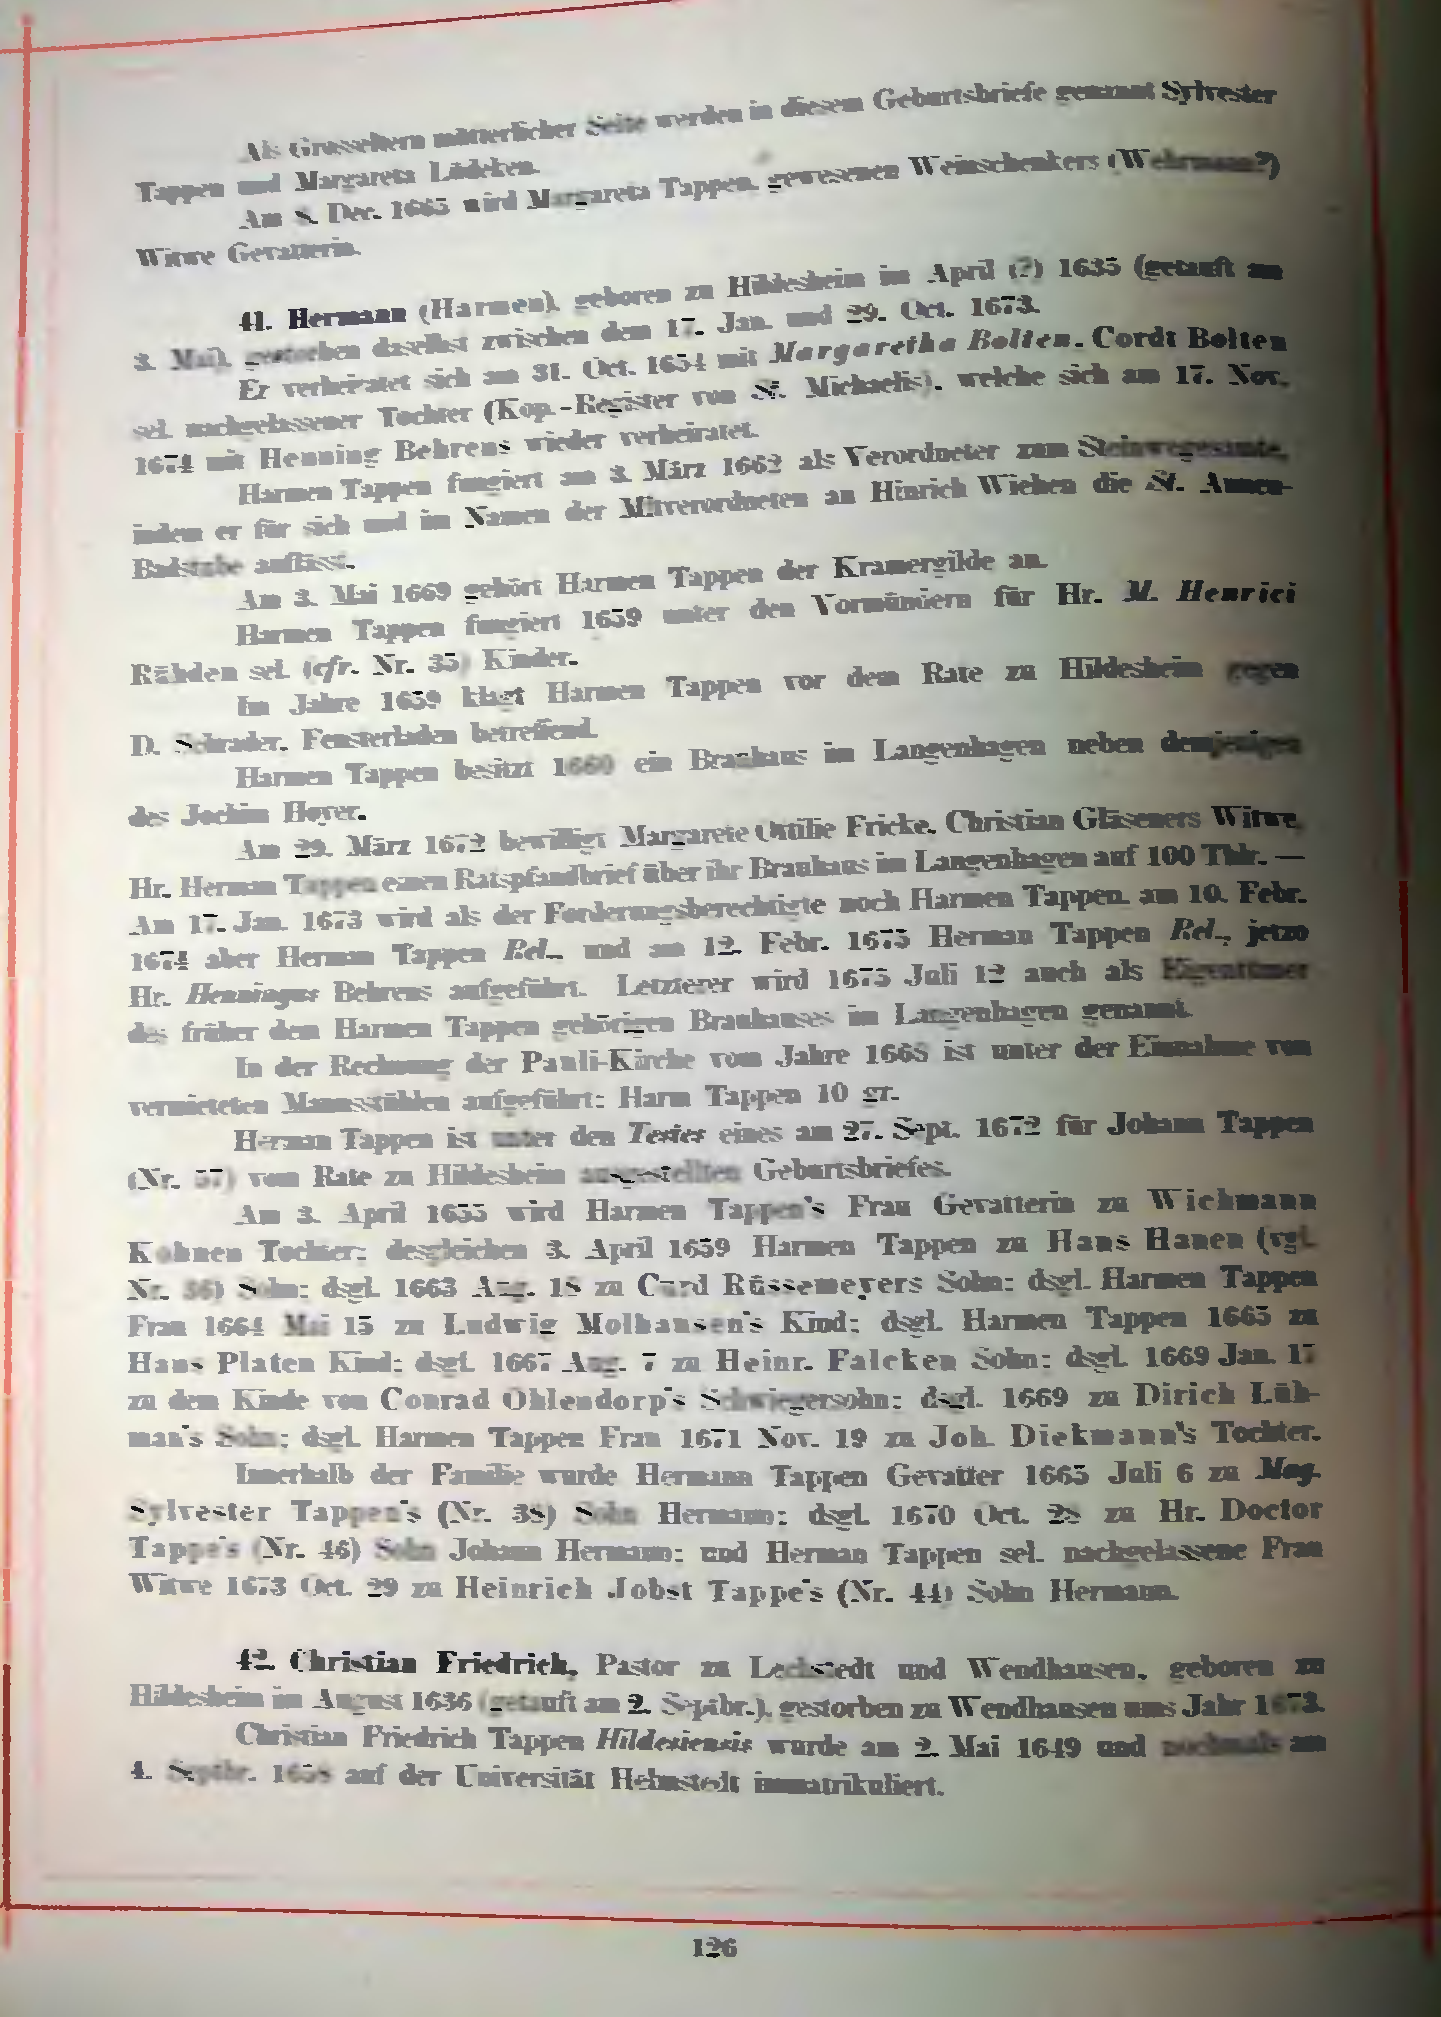 Als Grosseltern mütterlicher Seite werden in diesem Geburtsbriefe genannt Sylvester
Tappen und Margareta Lüdeken.
Am 8. Dec. 1665 wird Margareta Tappen, gewesenen Weinschenkers (Wehrmann?)
Witwe Gevatterin.
41. Hermann (Harmen), geboren zu Hildesheim im April (?) 1635 (getauft am
3. Mai), gestorben daselbst zwischen dem 17. Jan. und 29. Oct. 1673.
Er verheiratet sich am 31. Oct. 1654 mit Margaretha Bolten, Cordt Bolten
sel. nachgelassener Tochter (Kop.-Register von St. Michaelis), welche sich am 17. Nov.
1674 mit Henning Behrens wieder verheiratet.
Harmen Tappen fungiert am 3. März 1662 als Verordneter zum Steinwegesamte,
indem er für sich und im Namen der Mitverordneten an Hinrich Wiehen die St. Annen-
Badstube auflässt.
Am 3. Mai 1669 gehört Harmen Tappen der Kramergilde an.
Harmen Tappen fungiert 1659 unter den Vormündern für Hr. M. Henrici
Rühden sel. (cfr. Nr. 35) Kinder.
Im Jahre 1659 klagt Harmen Tappen vor dem Rate zu Hildesheim gegen
D. Schrader, Fensterladen betreffend.
Harmen Tappen besitzt 1660 ein Brauhaus im Langenhagen neben demjenigen
des Jochim Hoyer.
Am 29. März 1672 bewilligt Margarete Ottilie Fricke, Christian Gläseners Witwe,
Hr. Herman Tappen einen Ratspfandbrief über ihr Brauhaus im Langenhagen auf 100 Thlr. —
Am 17. Jan. 1673 wird als der Forderungsberechtigte noch Harmen Tappen, am 10. Febr.
1674 aber Herman Tappen Rel., und am 12. Febr. 1675 Herman Tappen Rel., jetzo
Hr. Henningus Behrens aufgeführt. Letzterer wird 1675 Juli 12 auch als Eigentümer
des früher dem Harmen Tappen gehörigen Brauhauses im Langenhagen genannt.
In der Rechnung der Pauli-Kirche vom Jahre 1665 ist unter der Einnahme von
vermieteten Mannsstühlen aufgeführt: Harm Tappen 10 gr.
Herman Tappen ist unter den Testes eines am 27. Sept. 1672 für Johann Tappen
(Nr. 57) vom Rate zu Hildesheim ausgestellten Geburtsbriefes.
Am 3. April 1655 wird Harmen Tappen's Frau Gevatterin zu Wichmann
Kohnen Tochter; desgleichen 3. April 1659 Harmen Tappen zu Hans Hanen (vgl.
Nr. 36) Sohn; dsgl. 1663 Aug. 18 zu Curd Rüssemeyers Sohn; dsgl. Harmen Tappen
Frau 1664 Mai 15 zu Ludwig Molhausen's Kind; dsgl. Harmen Tappen 1665 zu
Hans Platen Kind; dsgl. 1667 Aug. 7 zu Heinr. Falcken Sohn; dsgl. 1669 Jan. 17
zu dem Kinde von Conrad Ohlendorp's Schwiegersohn; dsgl. 1669 zu Dirich Lüh-
man's Sohn; dsgl. Harmen Tappen Frau 1671 Nov. 19 zu Joh. Diekmann's Tochter.
Innerhalb der Familie wurde Hermann Tappen Gevatter 1665 Juli 6 zu Mag.
Sylvester Tappen's (Nr. 38) Sohn Hermann; dsgl. 1670 Oct. 28 zu Hr. Doctor
Tappe's (Nr. 46) Sohn Johann Hermann; und Herman Tappen sel. nachgelassene Frau
Witwe 1673 Oct. 29 zu Heinrich Jobst Tappe's (Nr. 44) Sohn Hermann.
42. Christian Friedrich, Pastor zu Lechstedt und Wendhausen, geboren zu
Hildesheim im August 1636 (getauft am 2. Septbr.), gestorben zu Wendhausen ums Jahr 1673.
Christian Friedrich Tappen Hildesiensis wurde am 2. Mai 1649 und nochmals am
4. Septbr. 1658 auf der Universität Helmstedt immatrikuliert.
126